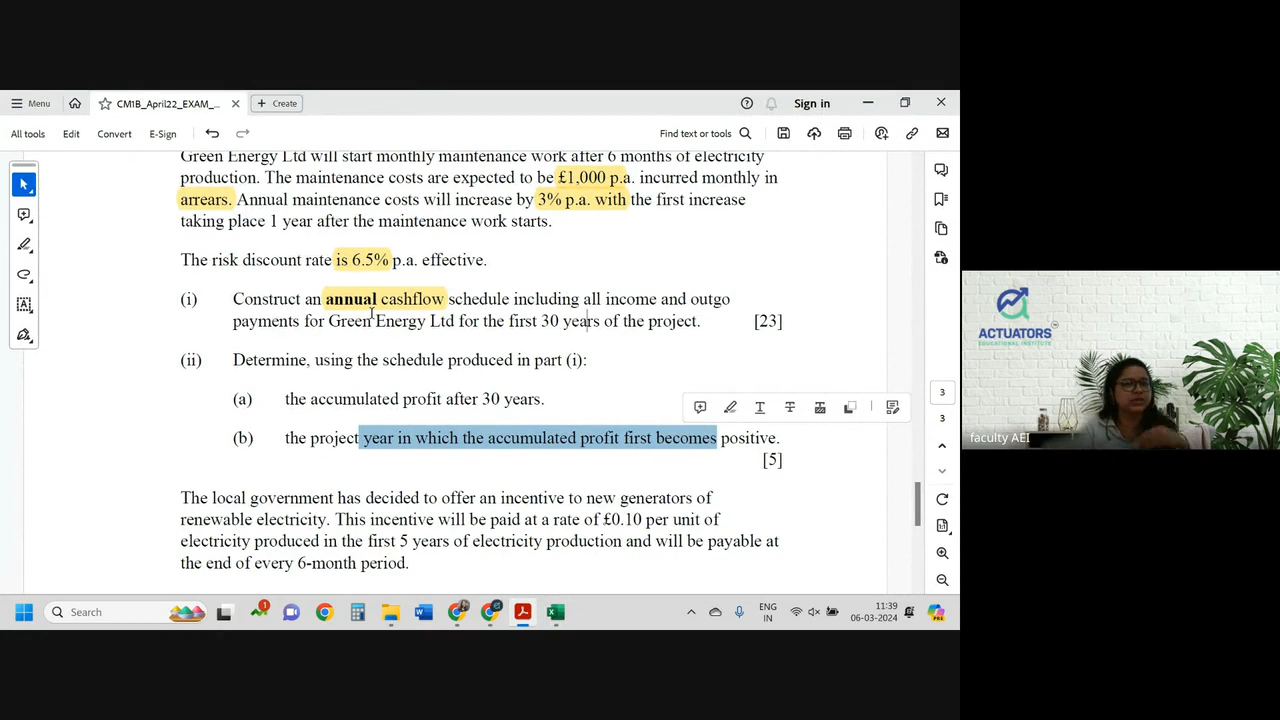 Menu
CM1B_April22_EXAM_...
Create
Sign in
All tools
Edit
Convert
E-Sign
Find text or tools
Green Energy Ltd will start monthly maintenance work after 6 months of electricity
production. The maintenance costs are expected to be £1,000 p.a. incurred monthly in
arrears. Annual maintenance costs will increase by 3% p.a. with the first increase
taking place 1 year after the maintenance work starts.
The risk discount rate is 6.5% p.a. effective.
(i) Construct an annual cashflow schedule including all income and outgo
payments for Green Energy Ltd for the first 30 years of the project. [23]
(ii) Determine, using the schedule produced in part (i):
(a) the accumulated profit after 30 years.
(b) the project year in which the accumulated profit first becomes positive.
[5]
The local government has decided to offer an incentive to new generators of
renewable electricity. This incentive will be paid at a rate of £0.10 per unit of
electricity produced in the first 5 years of electricity production and will be payable at
the end of every 6-month period.
3
3
ACTUATORS
EDUCATIONAL INSTITUTE
TM
faculty AEI
Search
1
ENG
IN
11:39
06-03-2024
PRE